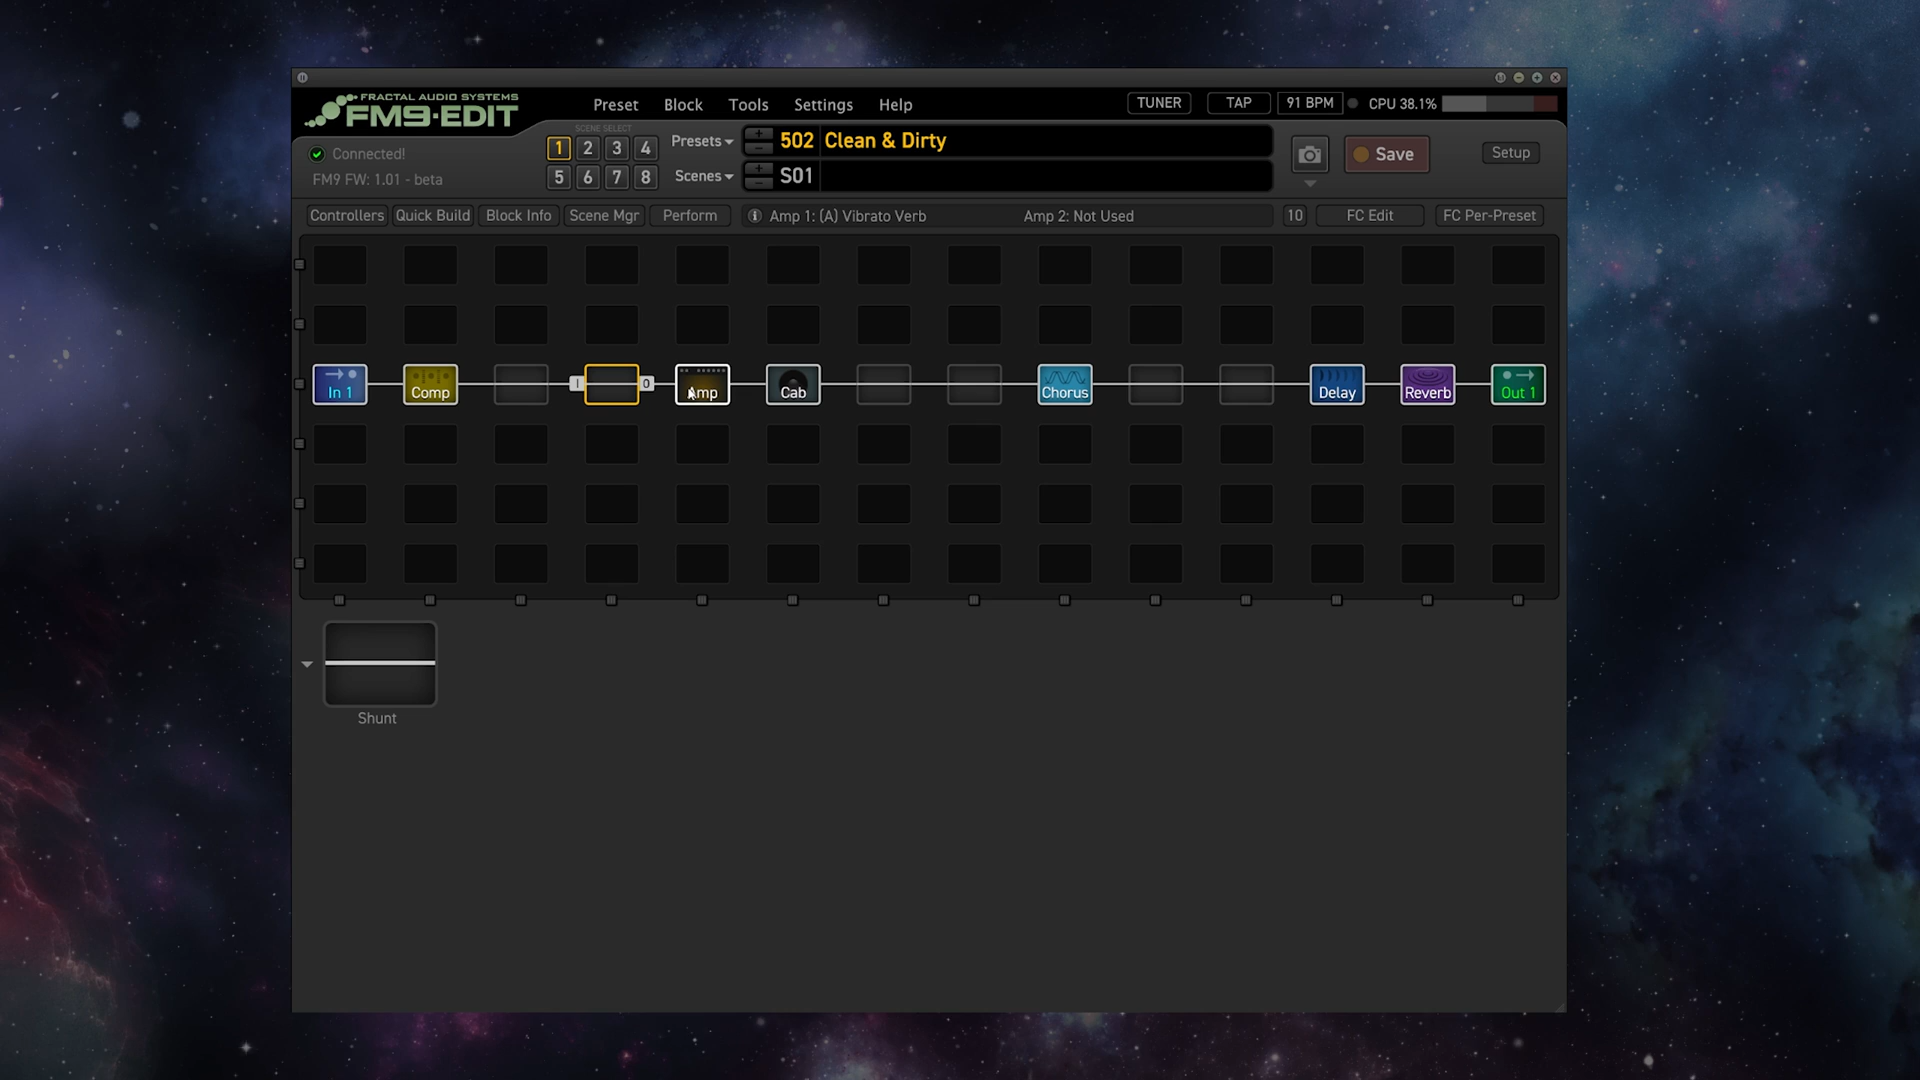 FRACTAL AUDIO SYSTEMS
FM9-EDIT
Preset Block Tools Settings Help
TUNER TAP 91 BPM CPU 38.1%
SCENE SELECT
1 2 3 4
5 6 7 8
Presets + - 502 Clean & Dirty
Scenes + - S01
Save Setup
Connected!
FM9 FW: 1.01 - beta
Controllers Quick Build Block Info Scene Mgr Perform
Amp 1: (A) Vibrato Verb Amp 2: Not Used
10 FC Edit FC Per-Preset
In 1 Comp I O Amp Cab Chorus Delay Reverb Out 1
Shunt